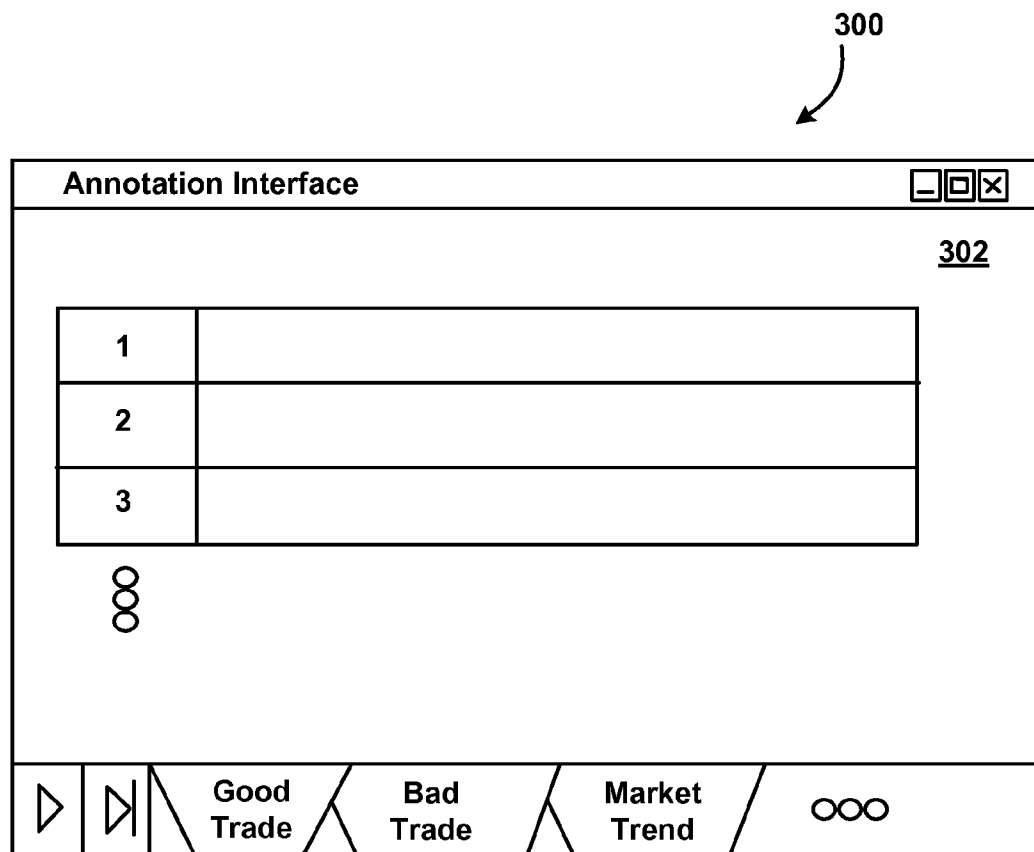 300
Annotation Interface
302
1
2
3
Good
Trade
Bad
Trade
Market
Trend